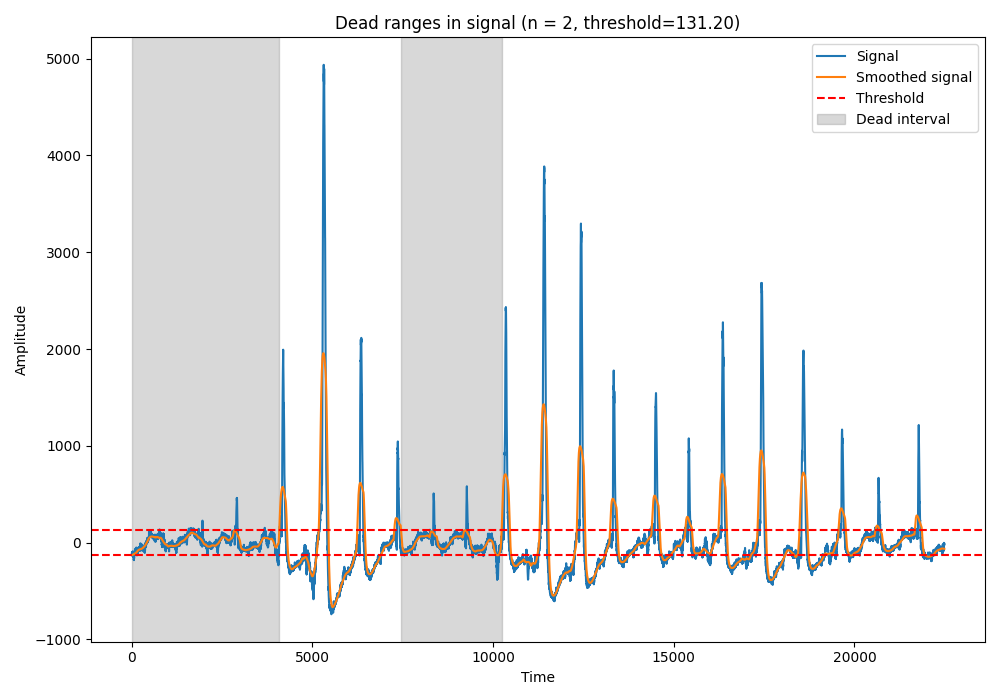 Dead ranges in signal (n = 2, threshold=131.20)
Signal
Smoothed signal
Threshold
Dead interval
Amplitude
5000
4000
3000
2000
1000
0
−1000
0 5000 10000 15000 20000
Time